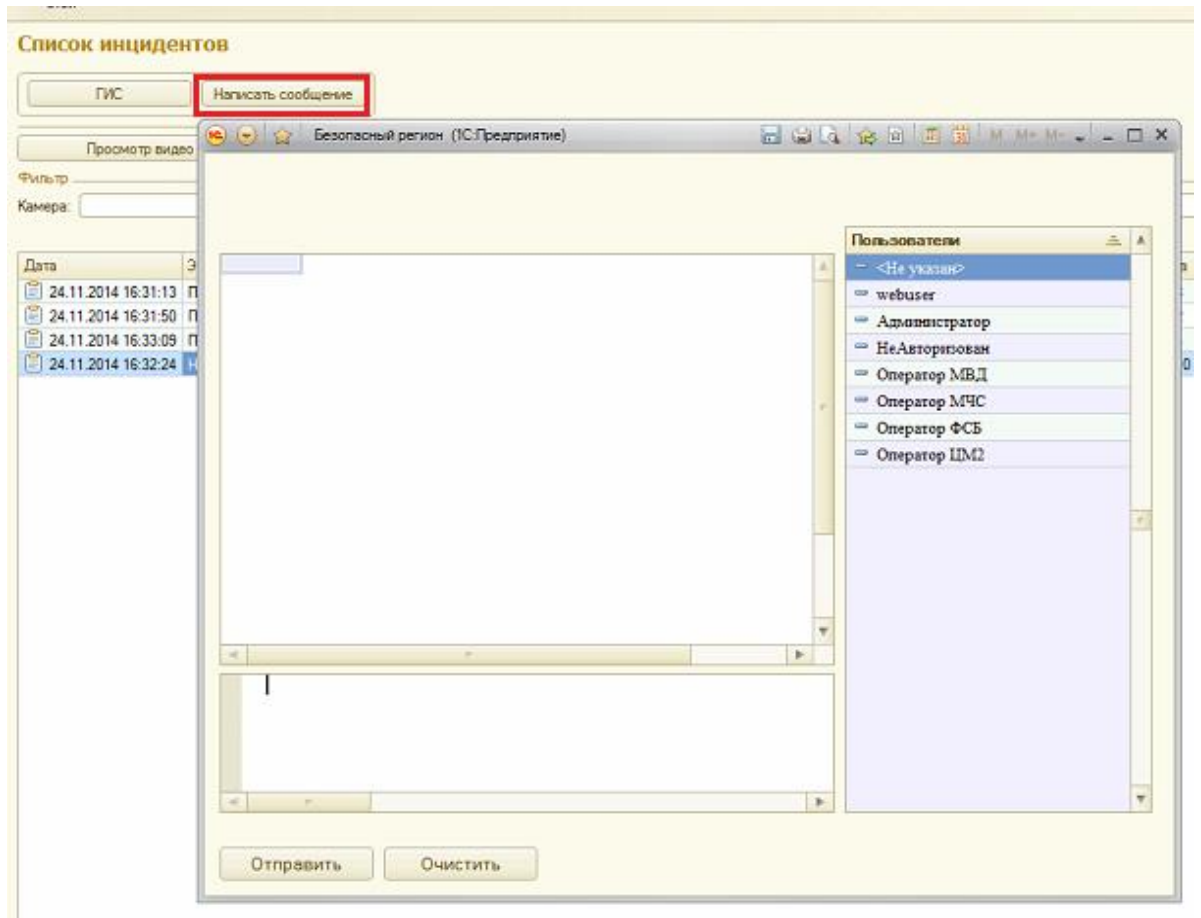 Список инцидентов
ГИС
Написать сообщение
Безопасный регион (1С:Предприятие)
M M+ M-
Просмотр видео
Фильтр
Камера:
Пользователи
<Не указан>
webuser
Администратор
НеАвторизован
Оператор МВД
Оператор МЧС
Оператор ФСБ
Оператор ЦМ2
Дата
24.11.2014 16:31:13
24.11.2014 16:31:50
24.11.2014 16:33:09
24.11.2014 16:32:24
Отправить
Очистить